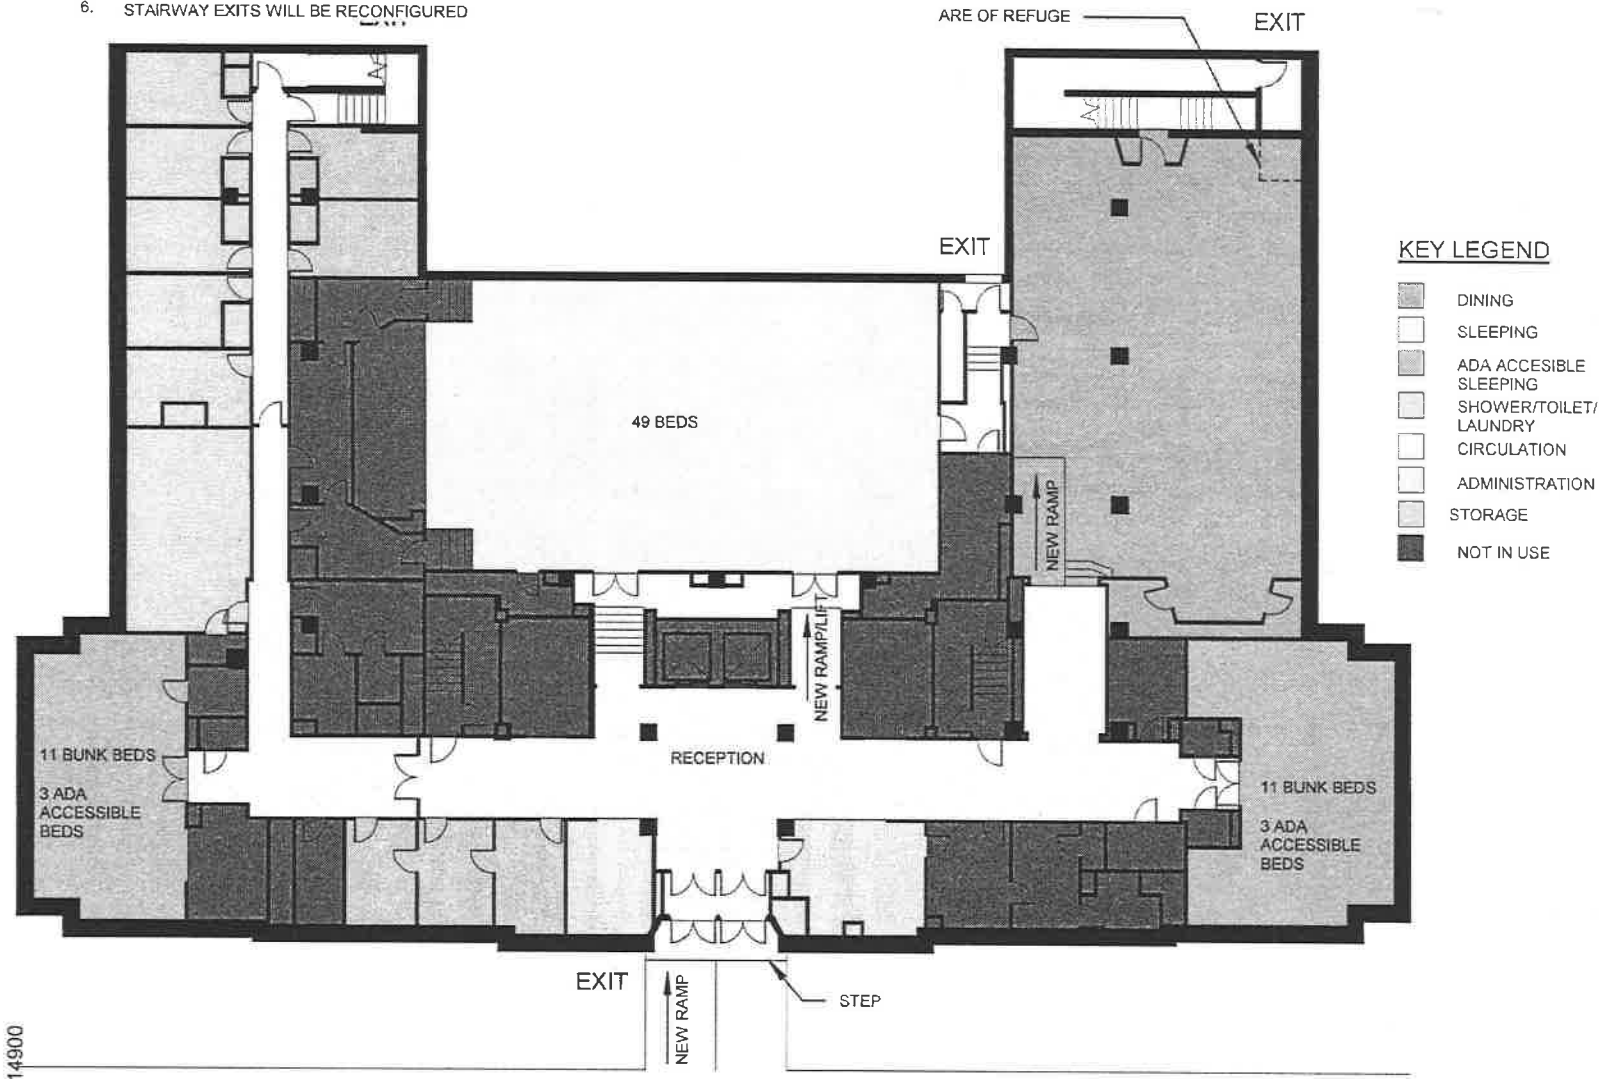 6. STAIRWAY EXITS WILL BE RECONFIGURED
ARE OF REFUGE
EXIT
EXIT
KEY LEGEND
DINING
SLEEPING
ADA ACCESIBLE
SLEEPING
SHOWER/TOILET/
LAUNDRY
CIRCULATION
ADMINISTRATION
STORAGE
NOT IN USE
49 BEDS
NEW RAMP
NEW RAMP/LIFT
RECEPTION
11 BUNK BEDS
3 ADA
ACCESSIBLE
BEDS
11 BUNK BEDS
3 ADA
ACCESSIBLE
BEDS
EXIT
NEW RAMP
STEP
14900